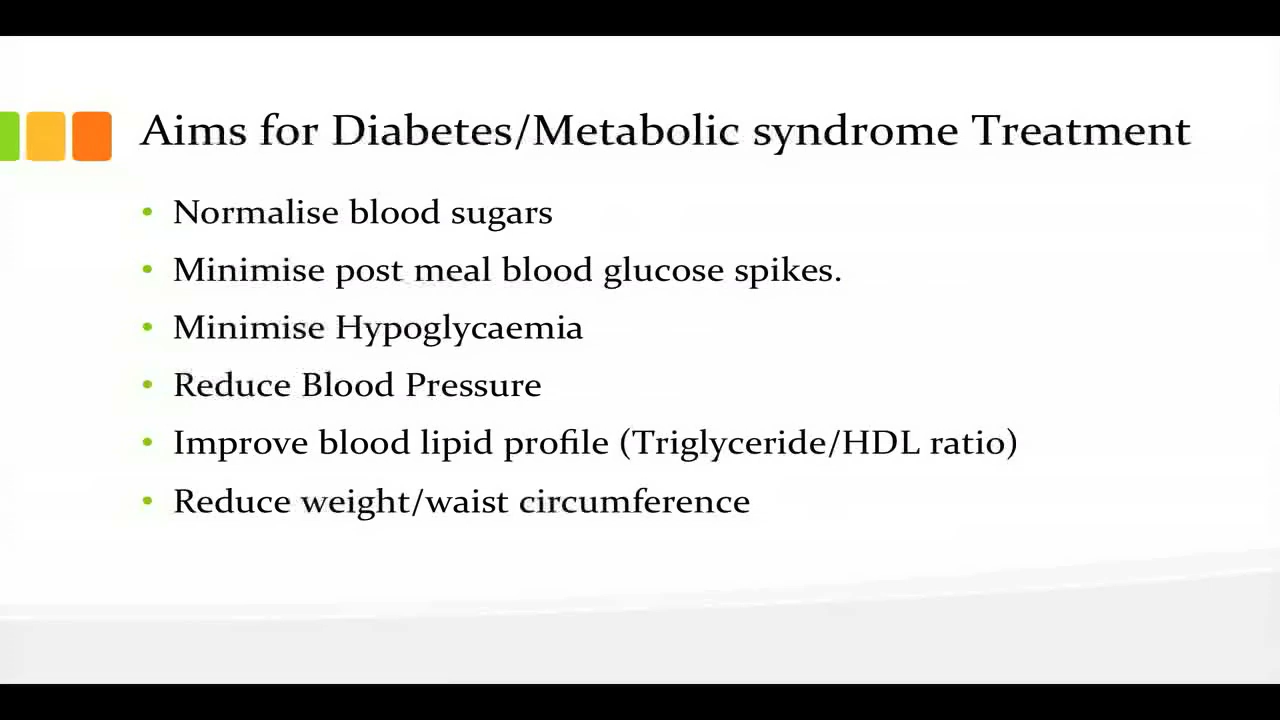 Aims for Diabetes/Metabolic syndrome Treatment
• Normalise blood sugars
• Minimise post meal blood glucose spikes.
• Minimise Hypoglycaemia
• Reduce Blood Pressure
• Improve blood lipid profile (Triglyceride/HDL ratio)
• Reduce weight/waist circumference